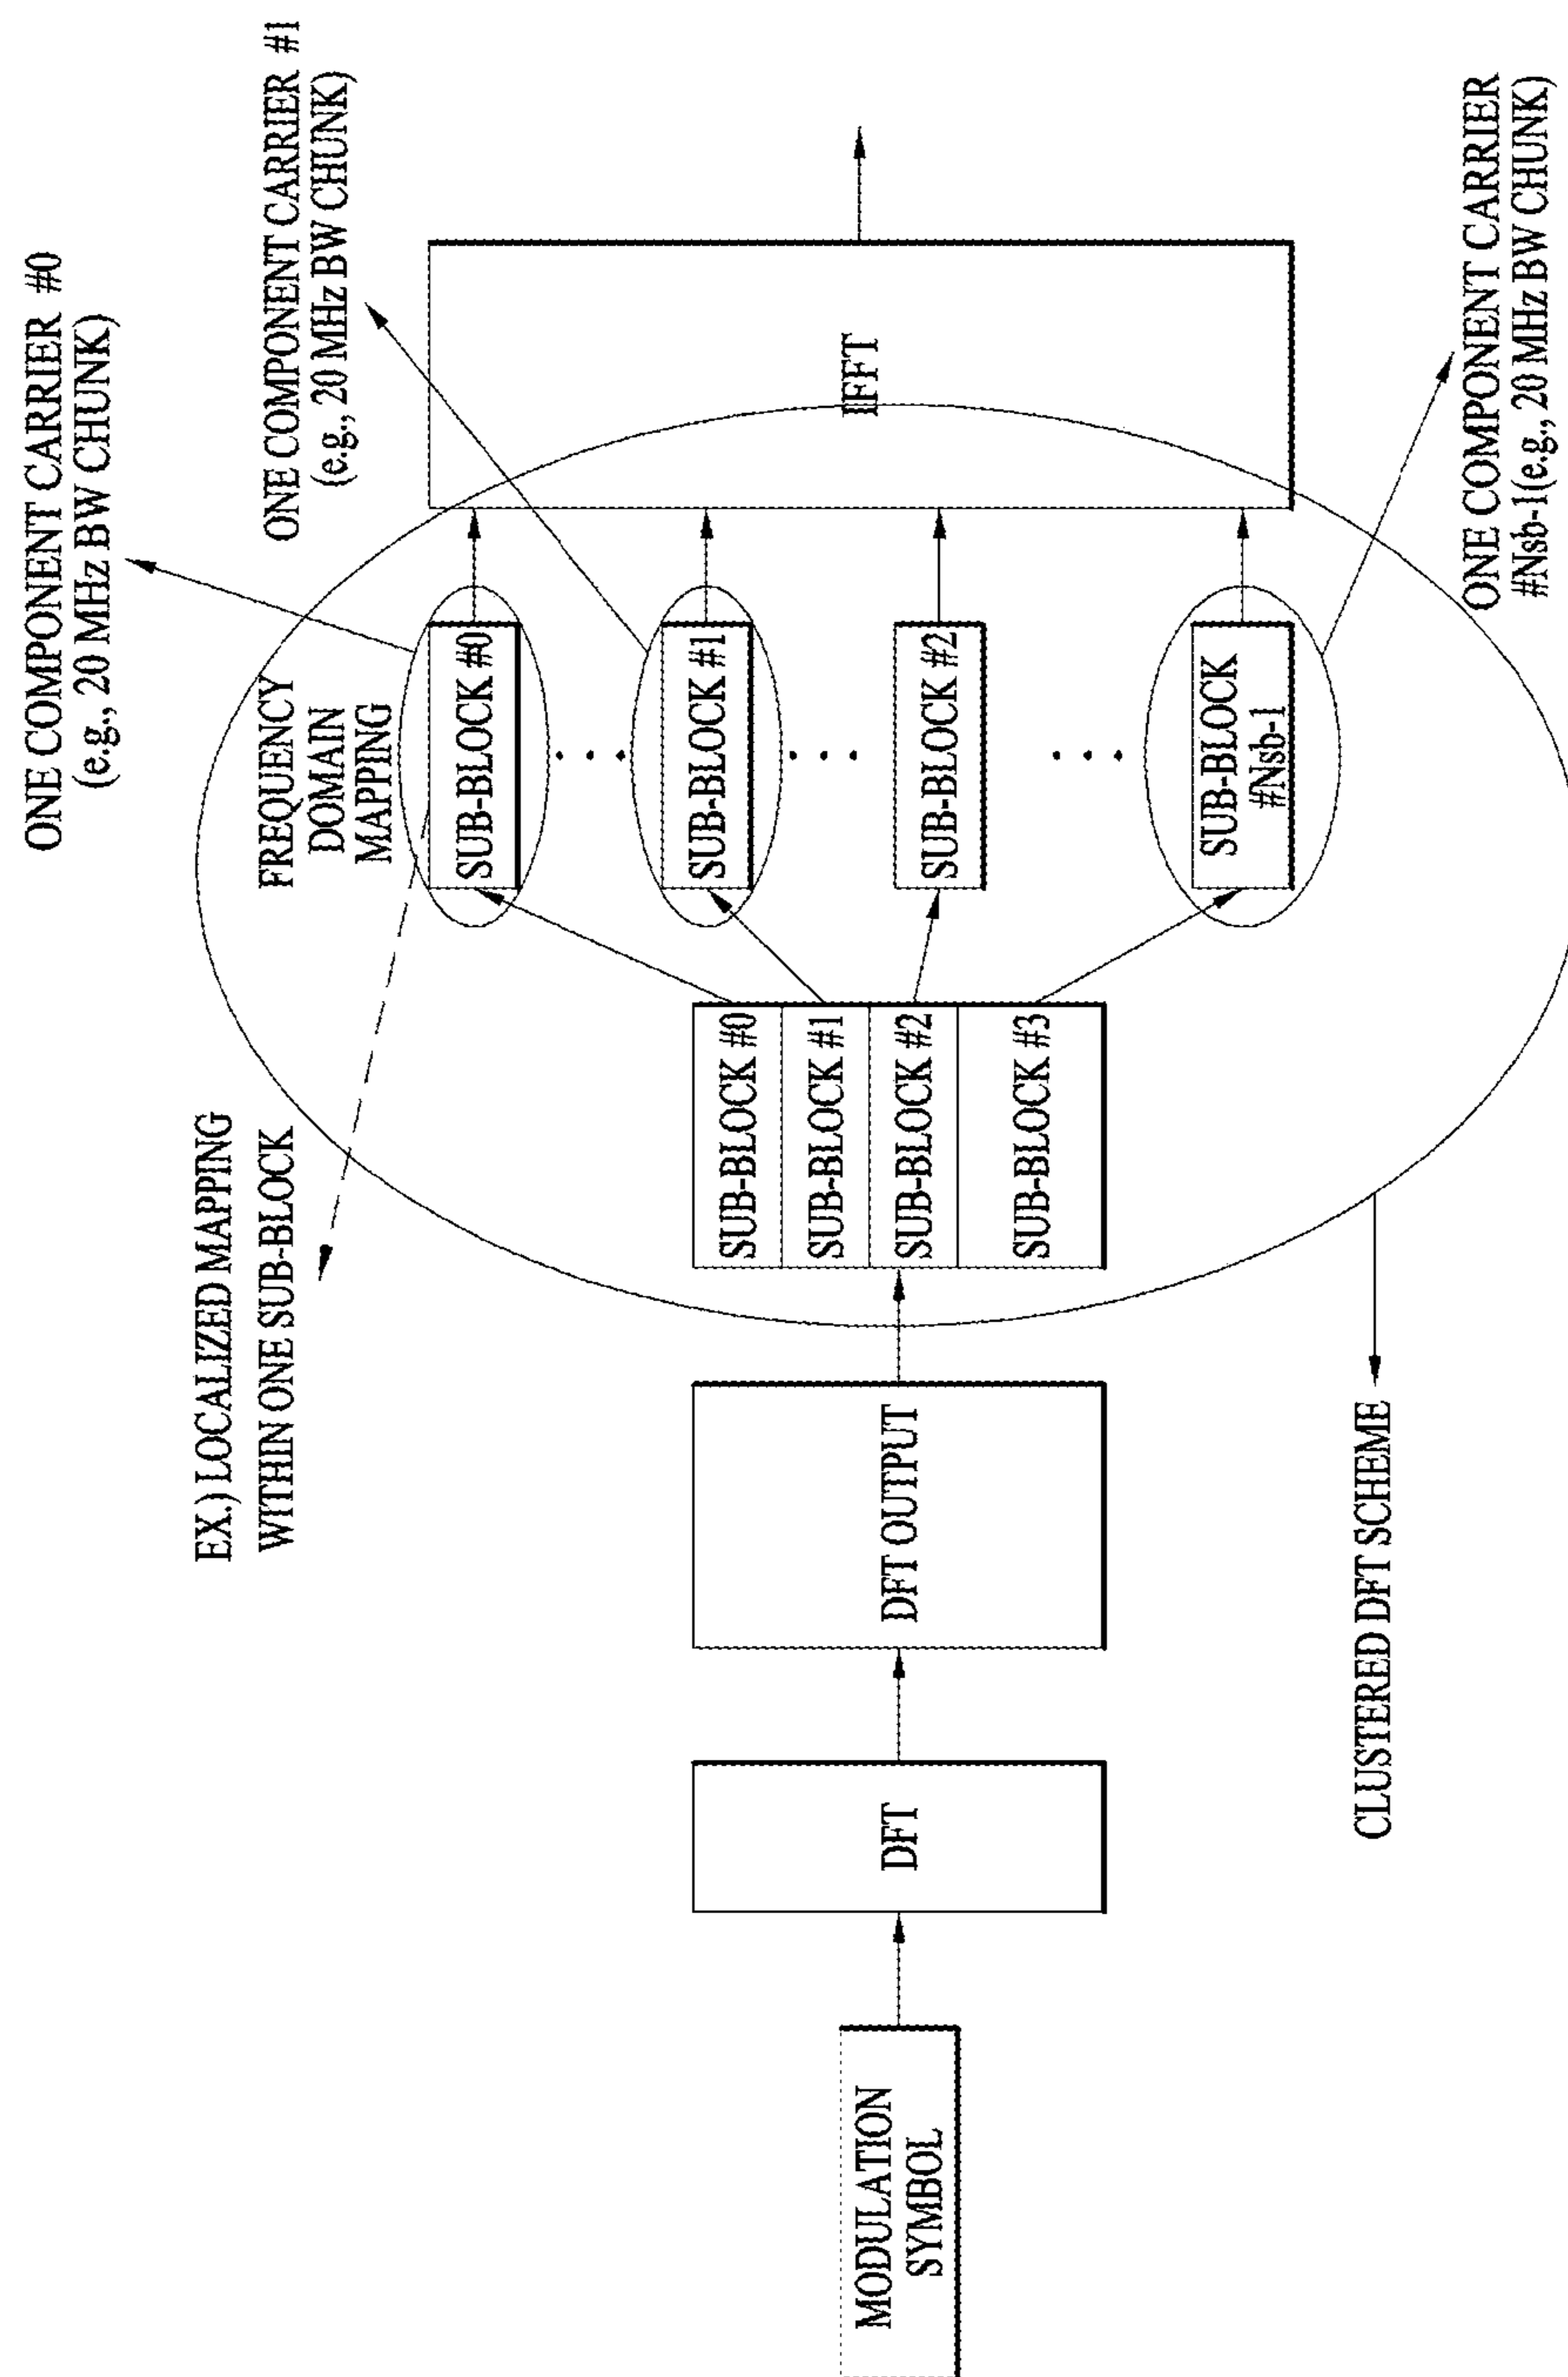 ONE COMPONENT CARRIER #0
(e.g., 20 MHz BW CHUNK)
ONE COMPONENT CARRIER #1
(e.g., 20 MHz BW CHUNK)
EX.) LOCALIZED MAPPING
WITHIN ONE SUB-BLOCK
FREQUENCY
DOMAIN
MAPPING
MODULATION
SYMBOL
DFT
DFT OUTPUT
SUB-BLOCK #0
SUB-BLOCK #1
SUB-BLOCK #2
SUB-BLOCK #3
SUB-BLOCK #0
SUB-BLOCK #1
SUB-BLOCK #2
SUB-BLOCK
#Nsb-1
IFFT
CLUSTERED DFT SCHEME
ONE COMPONENT CARRIER
#Nsb-1(e.g., 20 MHz BW CHUNK)